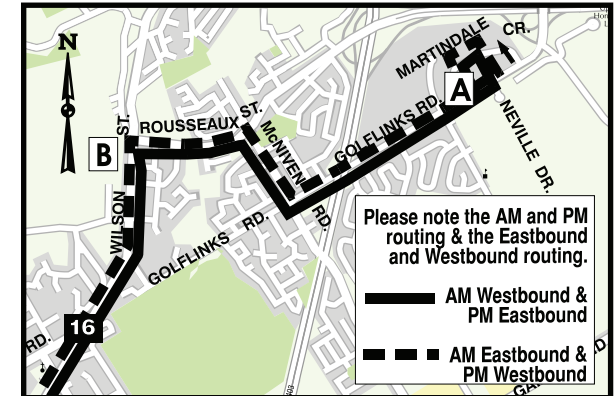 N
MARTINDALE CR.
A
GOLFLINKS RD.
NEVILLE DR.
ROUSSEAUX ST.
McNIVEN RD.
B
WILSON ST.
GOLFLINKS RD.
16
RD.
403
Please note the AM and PM
routing & the Eastbound
and Westbound routing.
AM Westbound &
PM Eastbound
AM Eastbound &
PM Westbound